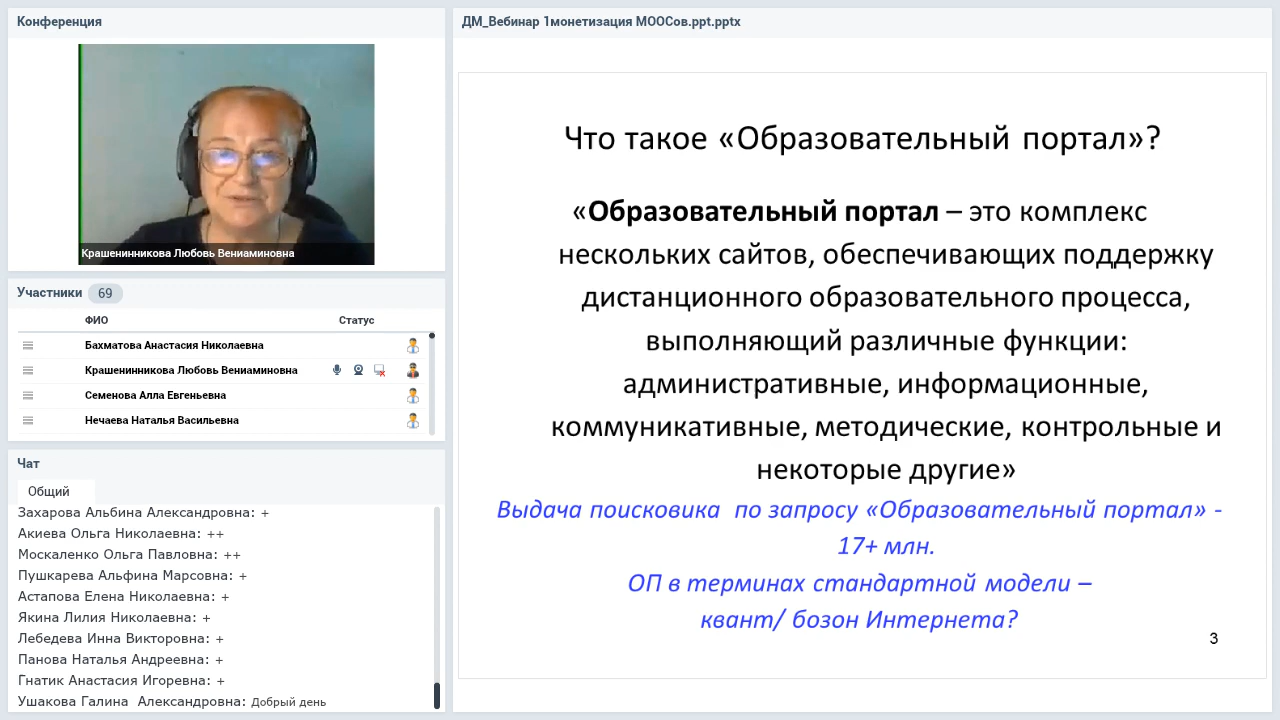 Конференция
Крашенинникова Любовь Вениаминовна
Участники 69
ФИО Статус
Бахматова Анастасия Николаевна
Крашенинникова Любовь Вениаминовна
Семенова Алла Евгеньевна
Нечаева Наталья Васильевна
Чат
Общий
Захарова Альбина Александровна: +
Акиева Ольга Николаевна: ++
Москаленко Ольга Павловна: ++
Пушкарева Альфина Марсовна: +
Астапова Елена Николаевна: +
Якина Лилия Николаевна: +
Лебедева Инна Викторовна: +
Панова Наталья Андреевна: +
Гнатик Анастасия Игоревна: +
Ушакова Галина Александровна: Добрый день
ДМ_Вебинар 1монетизация МООСов.ppt.pptx
Что такое «Образовательный портал»?
«Образовательный портал – это комплекс
нескольких сайтов, обеспечивающих поддержку
дистанционного образовательного процесса,
выполняющий различные функции:
административные, информационные,
коммуникативные, методические, контрольные и
некоторые другие»
Выдача поисковика по запросу «Образовательный портал» -
17+ млн.
ОП в терминах стандартной модели –
квант/ бозон Интернета?
3